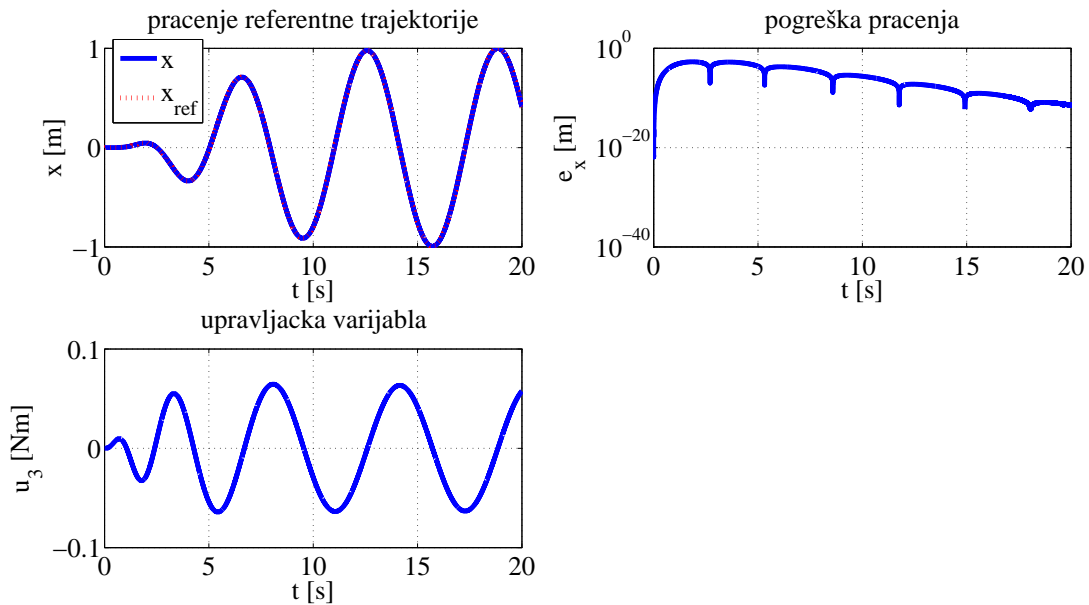 pracenje referentne trajektorije
1
0
−1
x [m]
x
x_ref
0 5 10 15 20
t [s]
pogreška pracenja
10^0
10^−20
10^−40
e_x [m]
0 5 10 15 20
t [s]
upravljacka varijabla
0.1
0
−0.1
u_3 [Nm]
0 5 10 15 20
t [s]